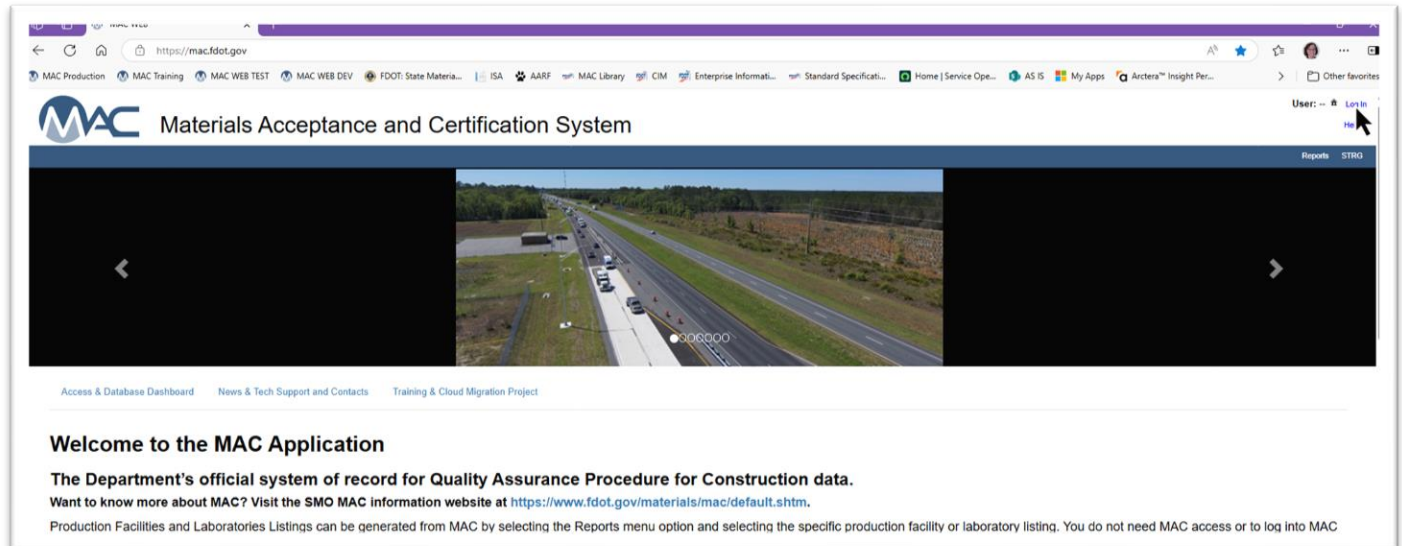 MAC WEB
https://mac.fdot.gov
MAC Production MAC Training MAC WEB TEST MAC WEB DEV FDOT: State Materia... ISA AARF MAC Library CIM Enterprise Informati... Standard Specificati... Home | Service Ope... AS IS My Apps Arctera™ Insight Per... Other favorites
User: -- Log In
MAC Materials Acceptance and Certification System
Reports STRG
Access & Database Dashboard News & Tech Support and Contacts Training & Cloud Migration Project
Welcome to the MAC Application
The Department's official system of record for Quality Assurance Procedure for Construction data.
Want to know more about MAC? Visit the SMO MAC information website at https://www.fdot.gov/materials/mac/default.shtm.
Production Facilities and Laboratories Listings can be generated from MAC by selecting the Reports menu option and selecting the specific production facility or laboratory listing. You do not need MAC access or to log into MAC